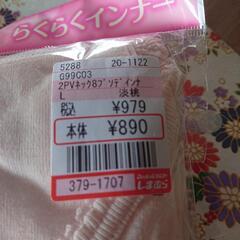 らくらくインナー
5288 20-1122
G99C03
2PVネック8ブソデインナ
L 淡桃
税込 ¥979
本体 ¥890
379-1707
しまむら